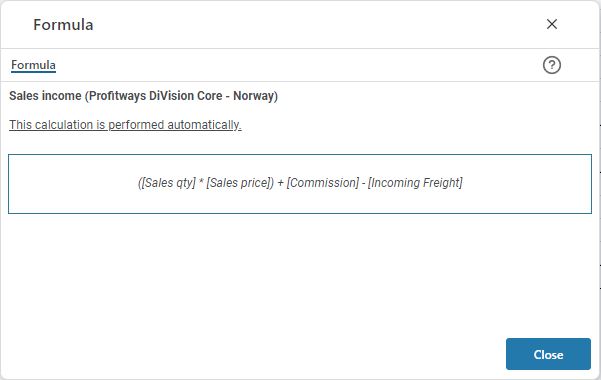 Formula
Formula
Sales income (Profitways DiVision Core - Norway)
This calculation is performed automatically.
([Sales qty] * [Sales price]) + [Commission] - [Incoming Freight]
Close